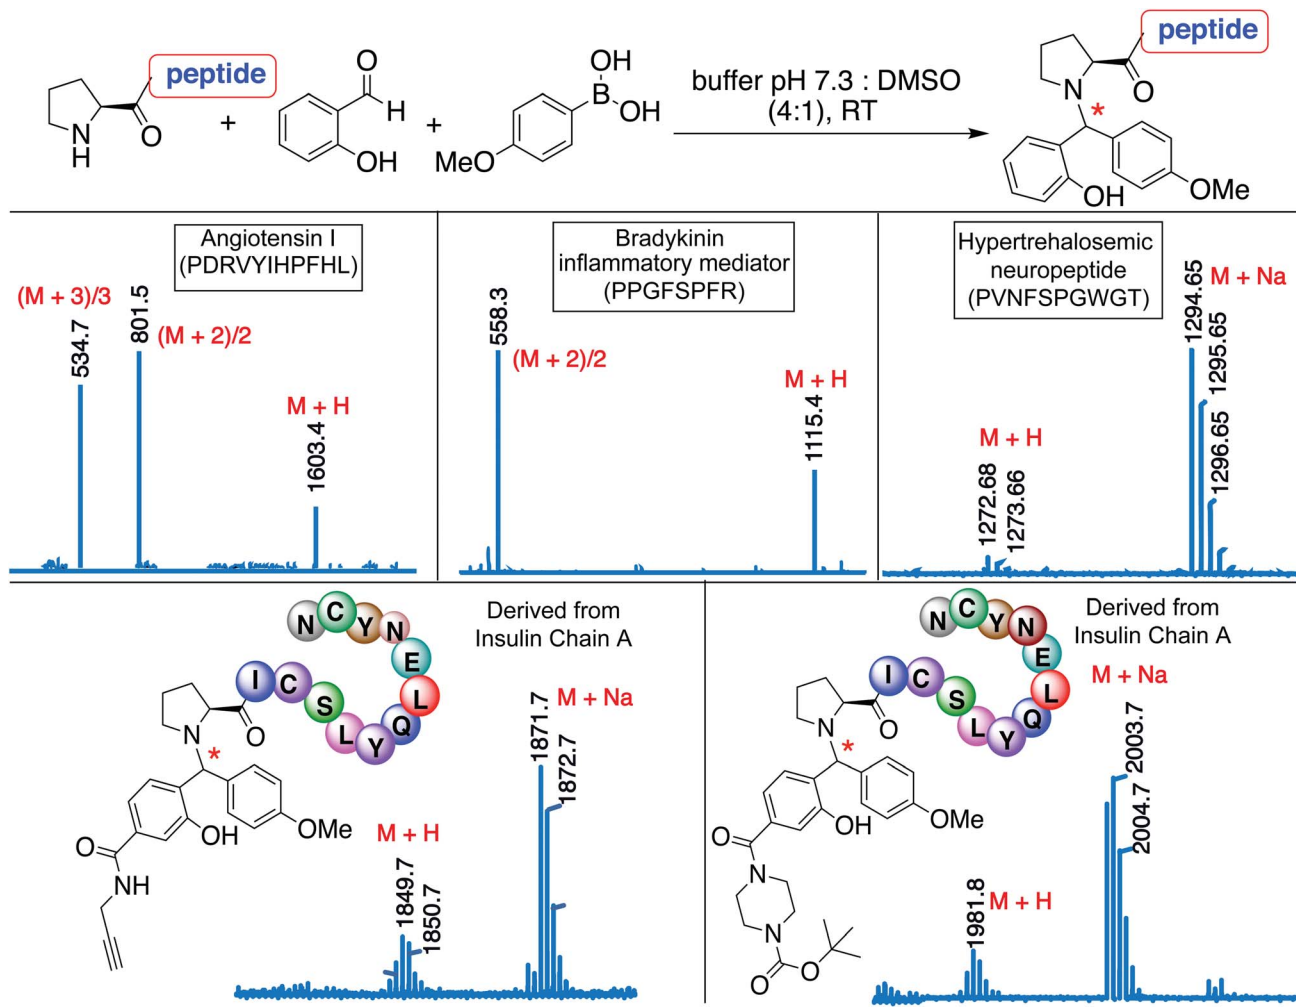 peptide
N
H
O
+
O
H
OH
+
OH
B
OH
MeO
buffer pH 7.3 : DMSO
(4:1), RT
peptide
N
O
*
OH
OMe
Angiotensin I
(PDRVYIHPFHL)
(M + 3)/3
534.7
801.5
(M + 2)/2
M + H
1603.4
Bradykinin
inflammatory mediator
(PPGFSPFR)
558.3
(M + 2)/2
M + H
1115.4
Hypertrehalosemic
neuropeptide
(PVNFSPGWGT)
1294.65
M + Na
1295.65
1296.65
M + H
1272.68
1273.66
Derived from
Insulin Chain A
N C Y N E L Q Y L S C I
N
O
*
OH
OMe
O
NH
M + H
1849.7
1850.7
1871.7
M + Na
1872.7
Derived from
Insulin Chain A
N C Y N E L Q Y L S C I
N
O
*
OH
OMe
O
N
N
O
O
M + Na
2003.7
2004.7
1981.8
M + H